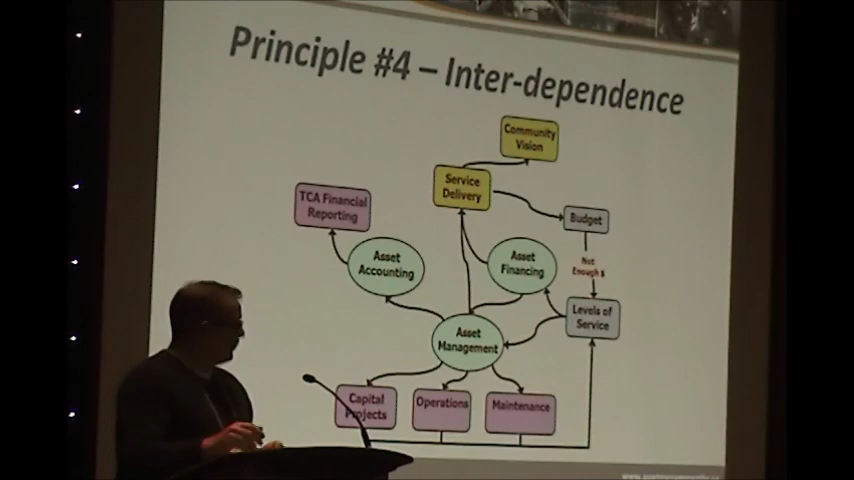 Principle #4 – Inter-dependence
Community
Vision
Service
Delivery
TCA Financial
Reporting
Budget
Asset
Accounting
Asset
Financing
Not
Enough $
Levels of
Service
Asset
Management
Capital
Projects
Operations
Maintenance